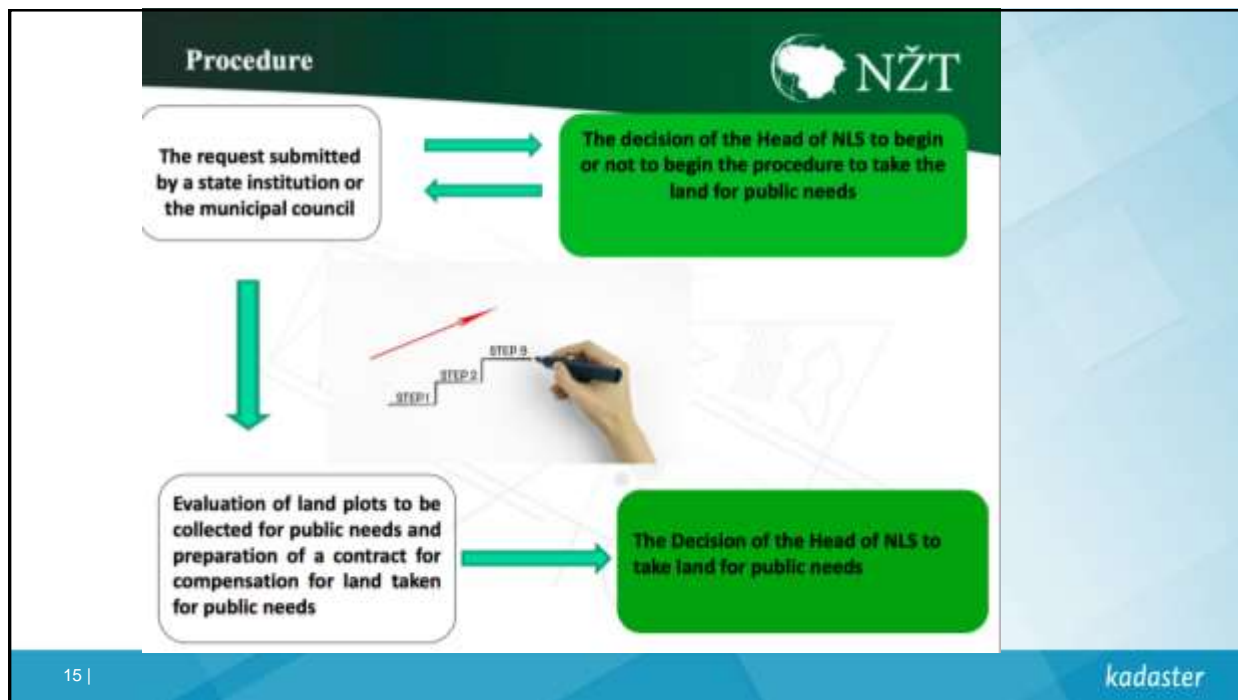 Procedure
NŽT
The request submitted
by a state institution or
the municipal council
The decision of the Head of NLS to begin
or not to begin the procedure to take the
land for public needs
STEP 1
STEP 2
STEP 3
Evaluation of land plots to be
collected for public needs and
preparation of a contract for
compensation for land taken
for public needs
The Decision of the Head of NLS to
take land for public needs
15 |
kadaster